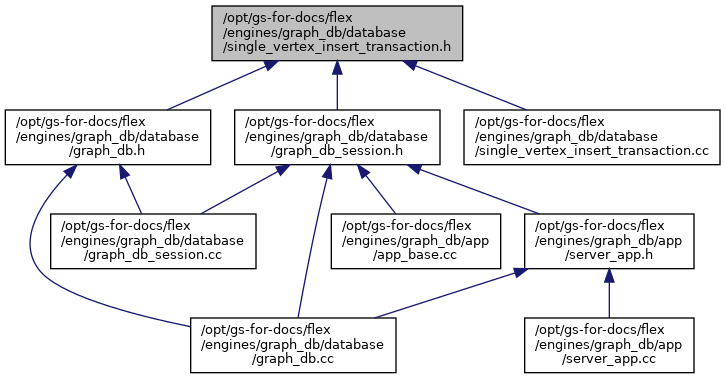 /opt/gs-for-docs/flex
/engines/graph_db/database
/single_vertex_insert_transaction.h
/opt/gs-for-docs/flex
/engines/graph_db/database
/graph_db.h
/opt/gs-for-docs/flex
/engines/graph_db/database
/graph_db_session.h
/opt/gs-for-docs/flex
/engines/graph_db/database
/single_vertex_insert_transaction.cc
/opt/gs-for-docs/flex
/engines/graph_db/database
/graph_db_session.cc
/opt/gs-for-docs/flex
/engines/graph_db/app
/app_base.cc
/opt/gs-for-docs/flex
/engines/graph_db/app
/server_app.h
/opt/gs-for-docs/flex
/engines/graph_db/database
/graph_db.cc
/opt/gs-for-docs/flex
/engines/graph_db/app
/server_app.cc